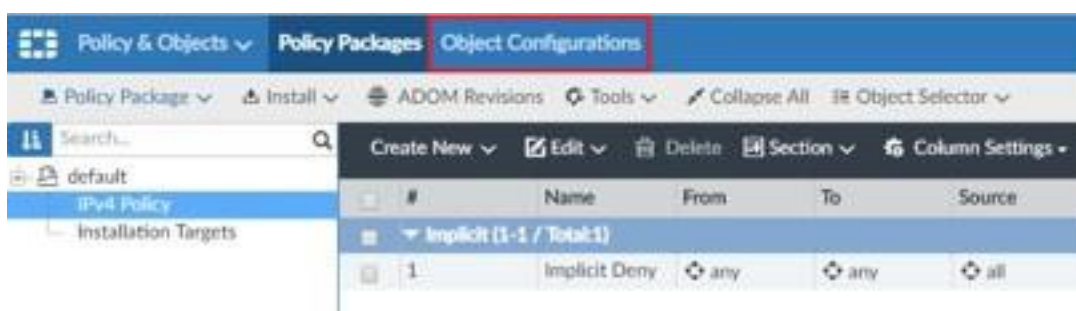 Policy & Objects Policy Packages Object Configurations
Policy Package Install ADOM Revisions Tools Collapse All Object Selector
Search... Create New Edit Delete Section Column Settings
default
# Name From To Source
IPv4 Policy
Installation Targets
Implicit (1-1 / Total:1)
1 Implicit Deny any any all